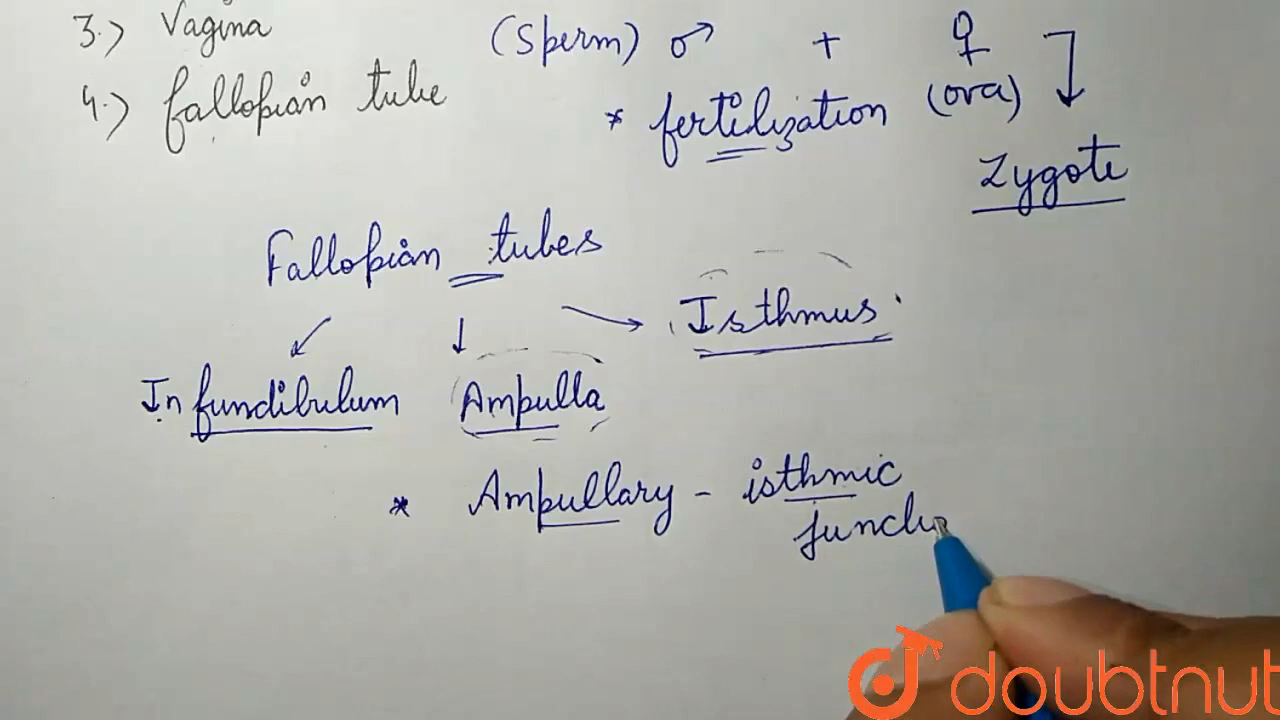 3.) Vagina
4.) fallopian tube
(Sperm) ♂ + ♀
(ova)
* fertilization
Zygote
Fallopian tubes
Infundibulum Ampulla Isthmus
* Ampullary - isthmic
junctio
doubtnut